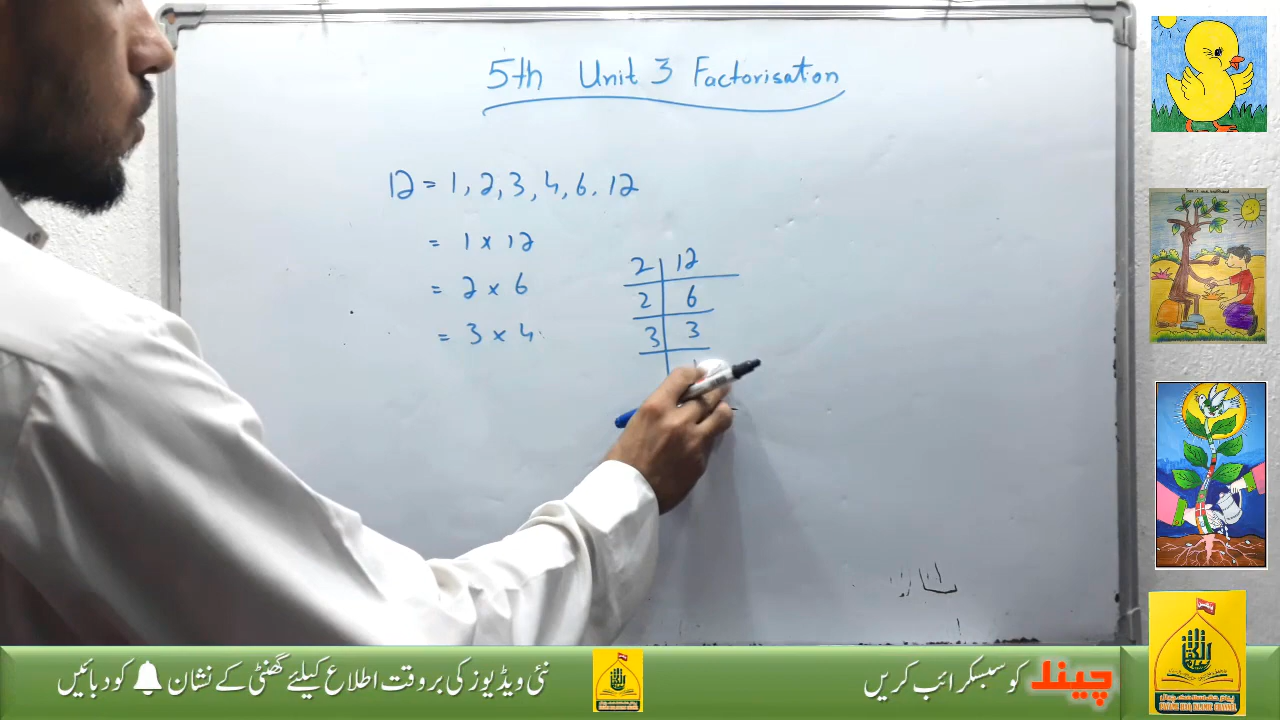 5th Unit 3 Factorisation
12 = 1, 2, 3, 4, 6, 12
= 1 x 12
= 2 x 6
= 3 x 4
2 | 12
2 | 6
3 | 3
چینل کو سبسکرائب کریں
نئی ویڈیوز کی بروقت اطلاع کیلئے گھنٹی کے نشان کو دبائیں